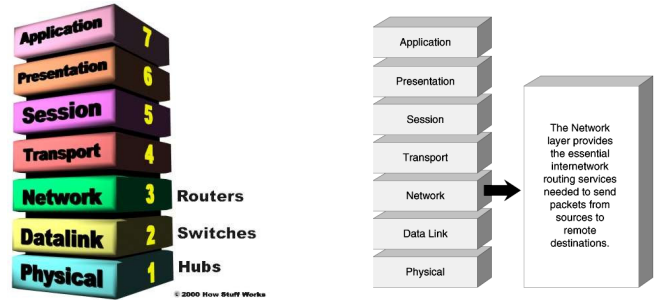 Application 7
Presentation 6
Session 5
Transport 4
Network 3 Routers
Datalink 2 Switches
Physical 1 Hubs
© 2000 How Stuff Works
Application
Presentation
Session
Transport
Network
Data Link
Physical
The Network
layer provides
the essential
internetwork
routing services
needed to send
packets from
sources to
remote
destinations.